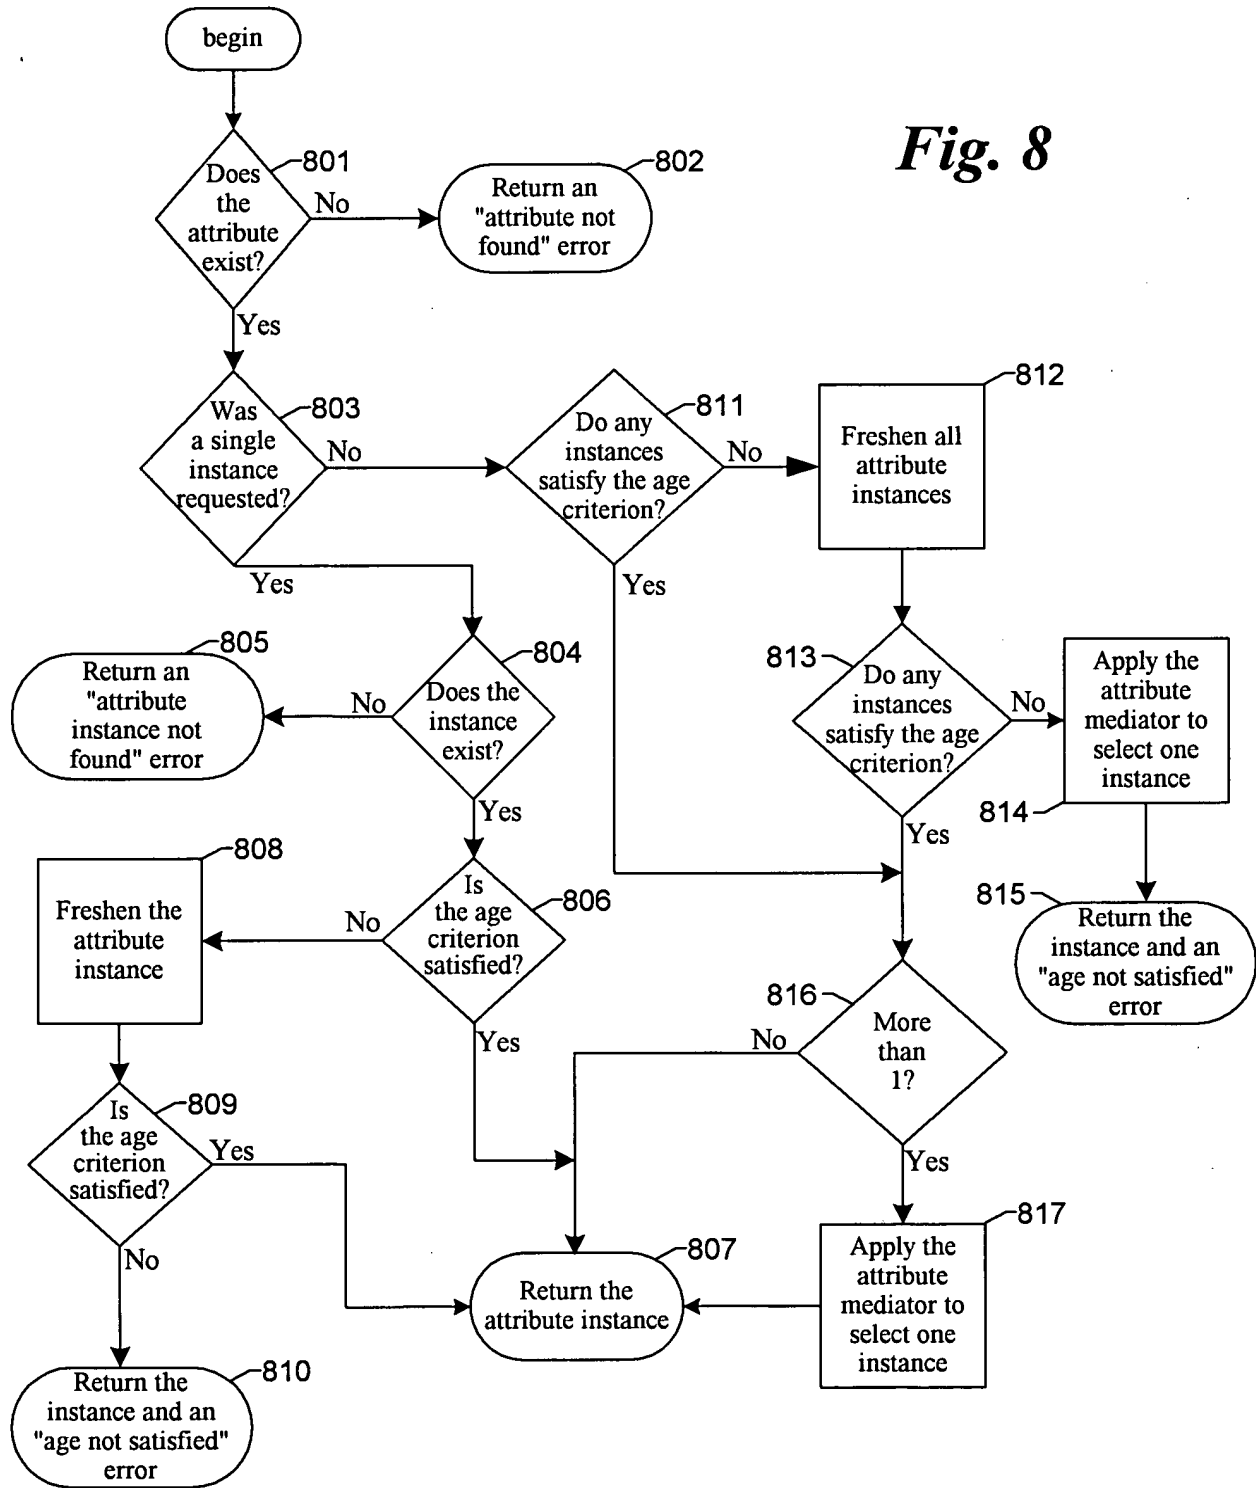 begin
Fig. 8
801
Does
the
attribute
exist?
No
802
Return an
"attribute not
found" error
Yes
803
Was
a single
instance
requested?
No
811
Do any
instances
satisfy the age
criterion?
No
812
Freshen all
attribute
instances
Yes
Yes
805
Return an
"attribute
instance not
found" error
No
804
Does the
instance
exist?
Yes
813
Do any
instances
satisfy the age
criterion?
No
Apply the
attribute
mediator to
select one
instance
814
Yes
808
Freshen the
attribute
instance
No
806
Is
the age
criterion
satisfied?
Yes
815
Return the
instance and an
"age not satisfied"
error
816
More
than
1?
No
Yes
809
Is
the age
criterion
satisfied?
Yes
No
807
Return the
attribute instance
817
Apply the
attribute
mediator to
select one
instance
810
Return the
instance and an
"age not satisfied"
error